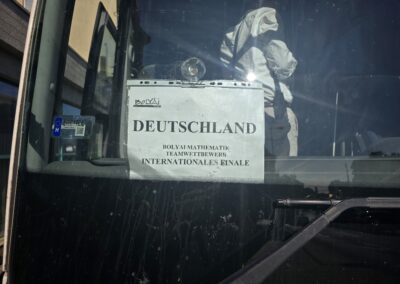 BOLYAI
DEUTSCHLAND
BOLYAI MATHEMATIK
TEAMWETTBEWERB
INTERNATIONALES FINALE